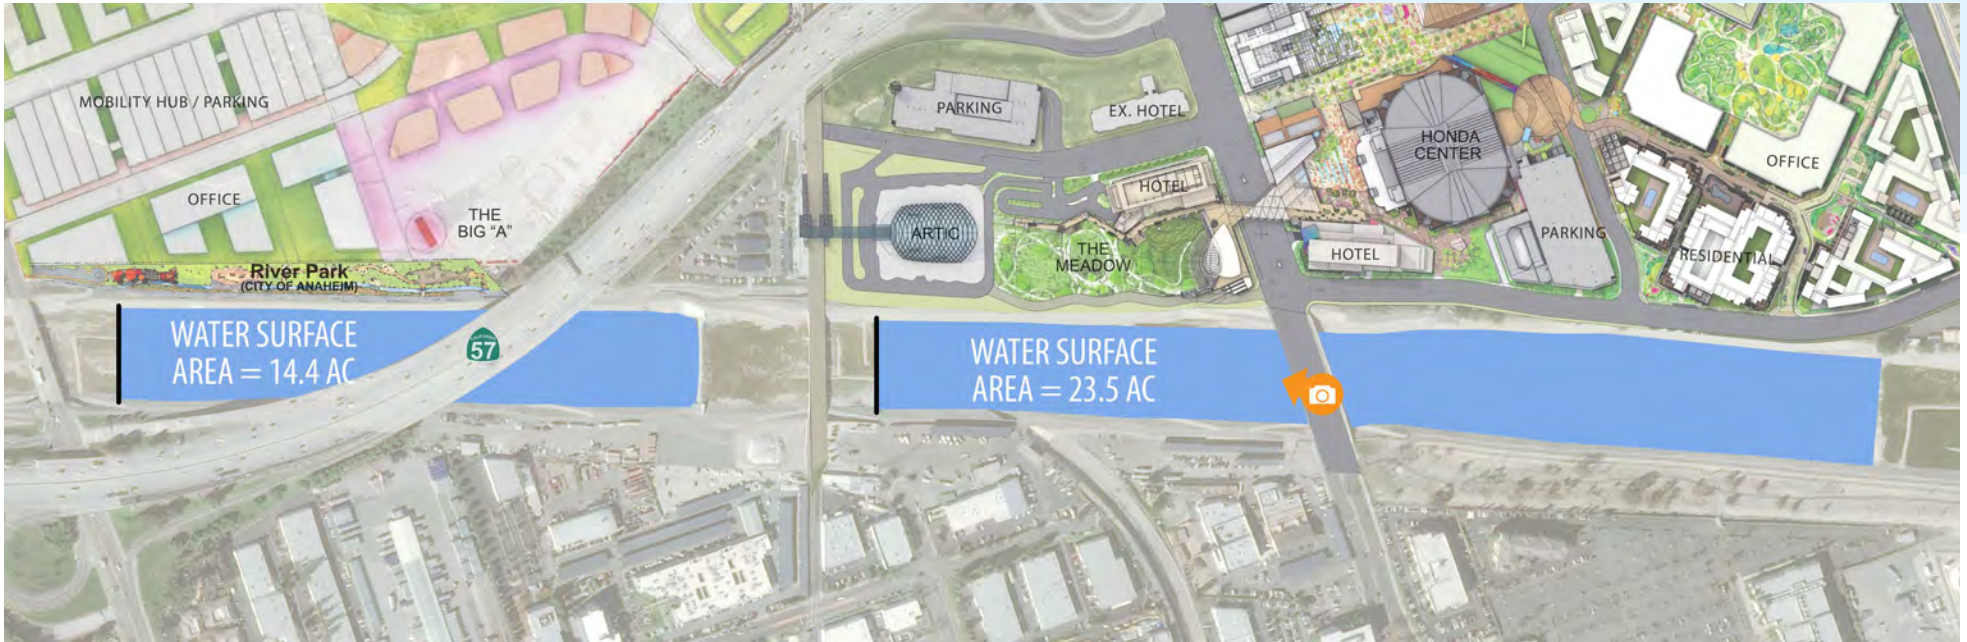 MOBILITY HUB / PARKING
OFFICE
THE
BIG "A"
River Park
(CITY OF ANAHEIM)
WATER SURFACE
AREA = 14.4 AC
CALIFORNIA
57
PARKING
EX. HOTEL
HOTEL
ARTIC
THE
MEADOW
HONDA
CENTER
HOTEL
PARKING
OFFICE
RESIDENTIAL
WATER SURFACE
AREA = 23.5 AC